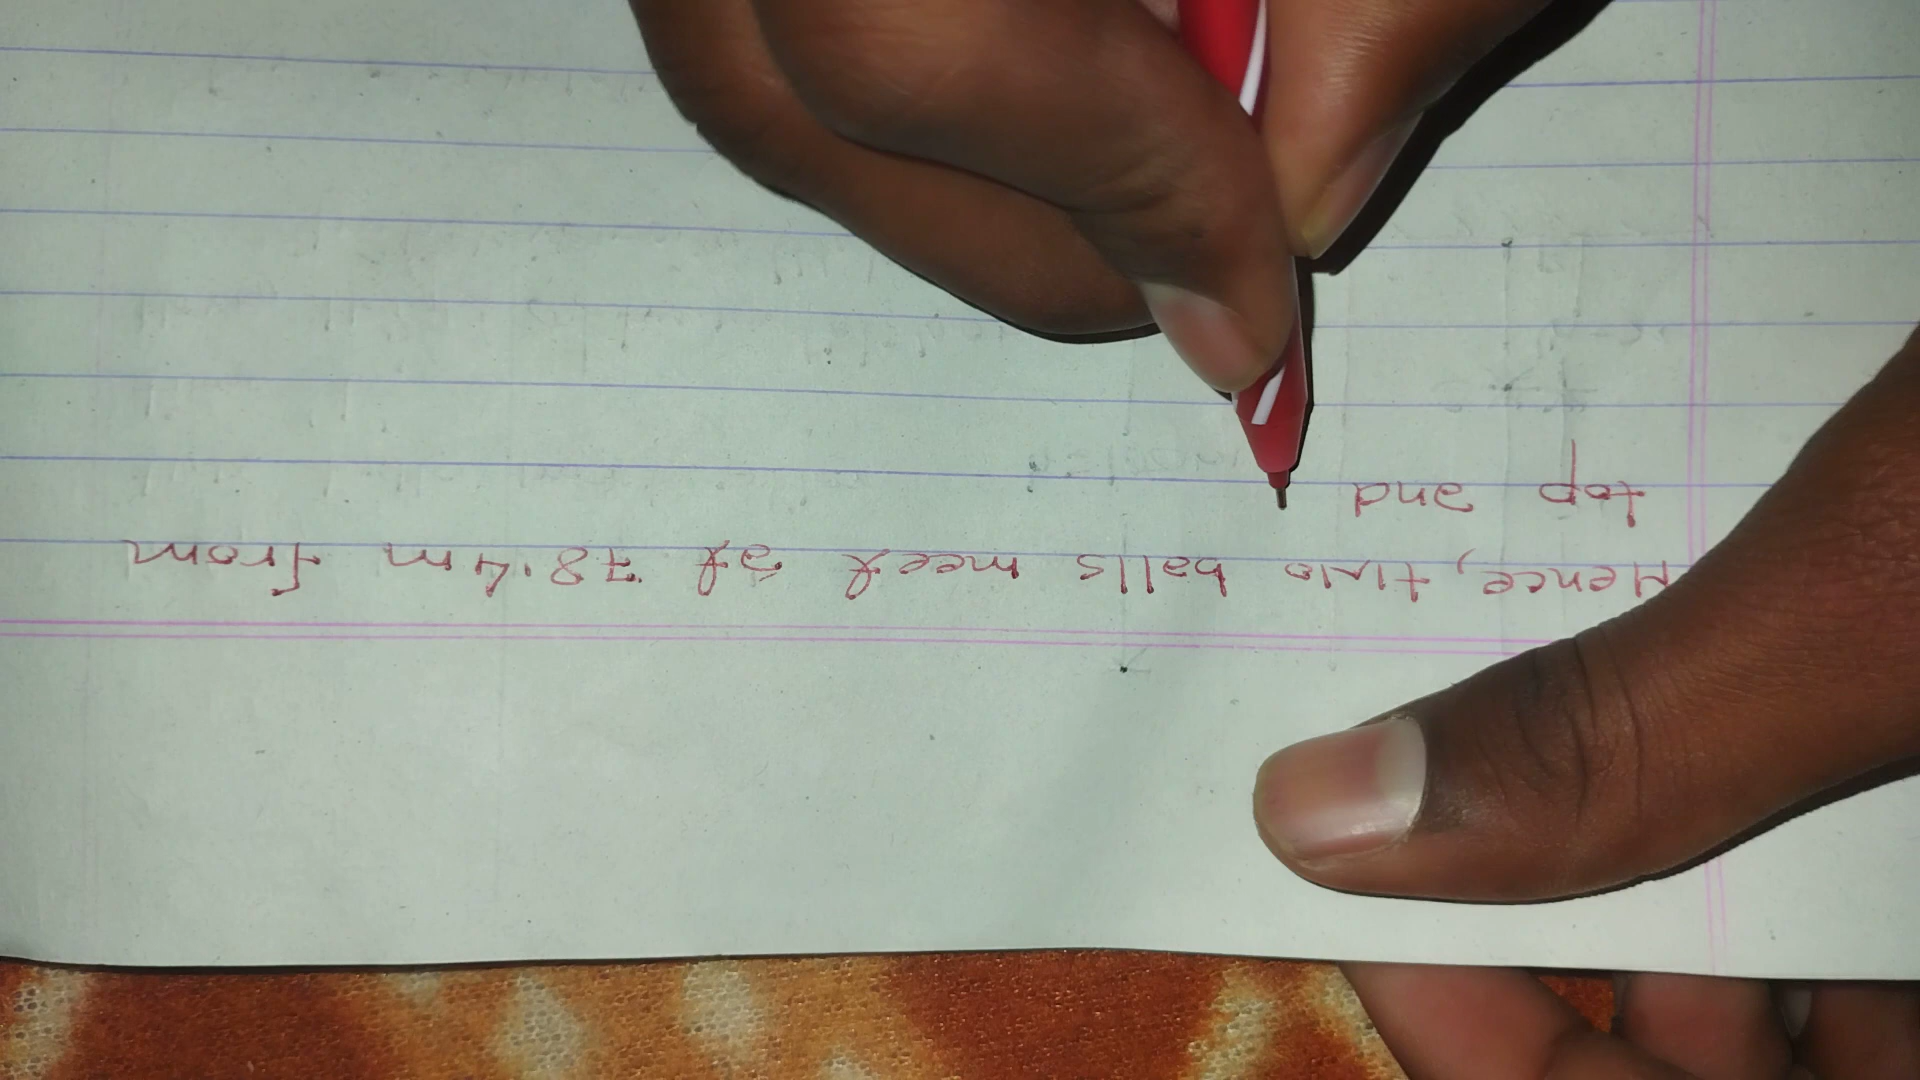 Hence, two balls meet at 78.4m from
top and